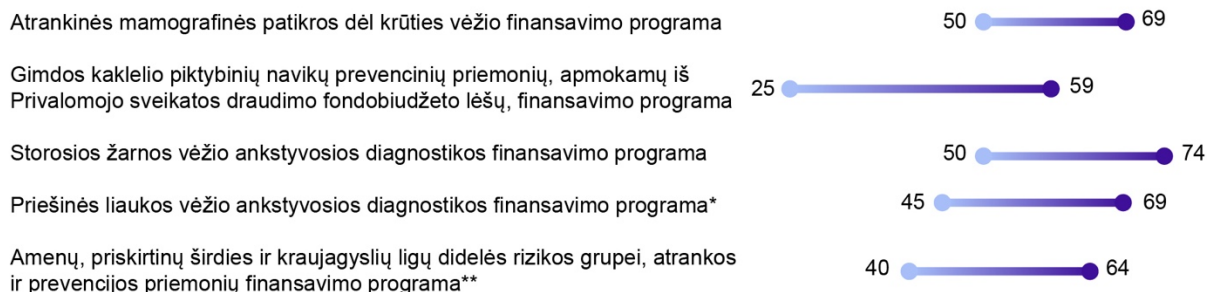 Atrankinės mamografinės patikros dėl krūties vėžio finansavimo programa
50 69
Gimdos kaklelio piktybinių navikų prevencinių priemonių, apmokamų iš
Privalomojo sveikatos draudimo fondobiudžeto lėšų, finansavimo programa
25 59
Storosios žarnos vėžio ankstyvosios diagnostikos finansavimo programa
50 74
Priešinės liaukos vėžio ankstyvosios diagnostikos finansavimo programa*
45 69
Amenų, priskirtinų širdies ir kraujagyslių ligų didelės rizikos grupei, atrankos
ir prevencijos priemonių finansavimo programa**
40 64